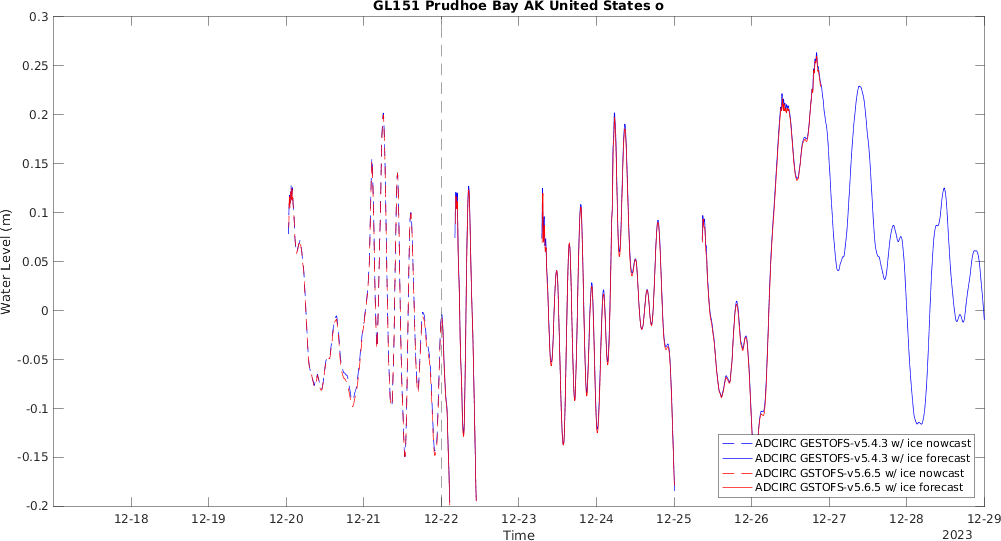 GL151 Prudhoe Bay AK United States o
0.3
0.25
0.2
0.15
0.1
0.05
0
-0.05
-0.1
-0.15
-0.2
Water Level (m)
ADCIRC GESTOFS-v5.4.3 w/ ice nowcast
ADCIRC GESTOFS-v5.4.3 w/ ice forecast
ADCIRC GSTOFS-v5.6.5 w/ ice nowcast
ADCIRC GSTOFS-v5.6.5 w/ ice forecast
12-18 12-19 12-20 12-21 12-22 12-23 12-24 12-25 12-26 12-27 12-28 12-29
Time
2023